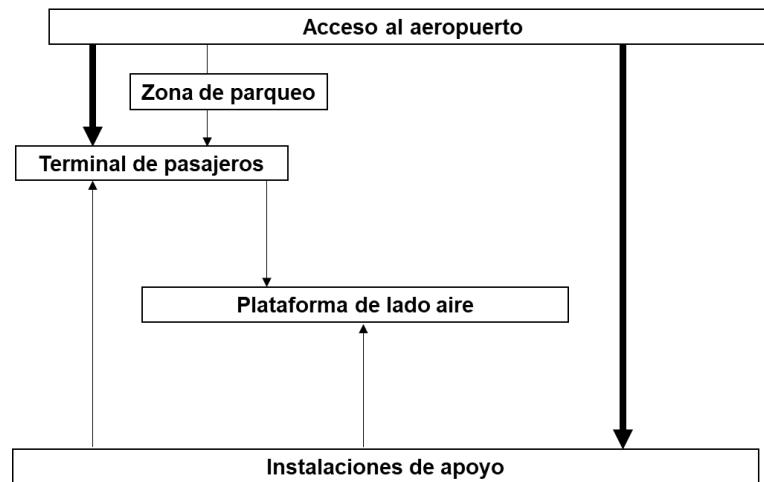 Acceso al aeropuerto
Zona de parqueo
Terminal de pasajeros
Plataforma de lado aire
Instalaciones de apoyo